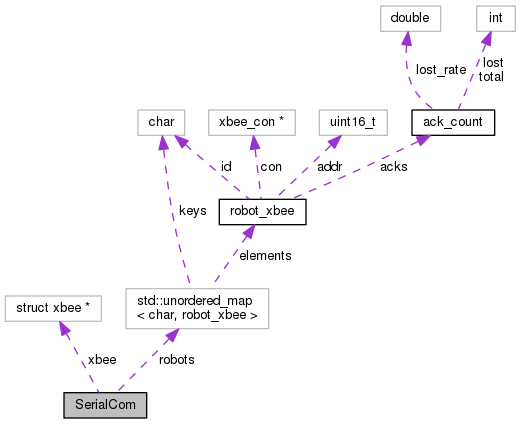 double
int
lost_rate
lost
total
char
xbee_con *
uint16_t
ack_count
id
con
addr
acks
keys
robot_xbee
elements
struct xbee *
std::unordered_map
< char, robot_xbee >
xbee
robots
SerialCom